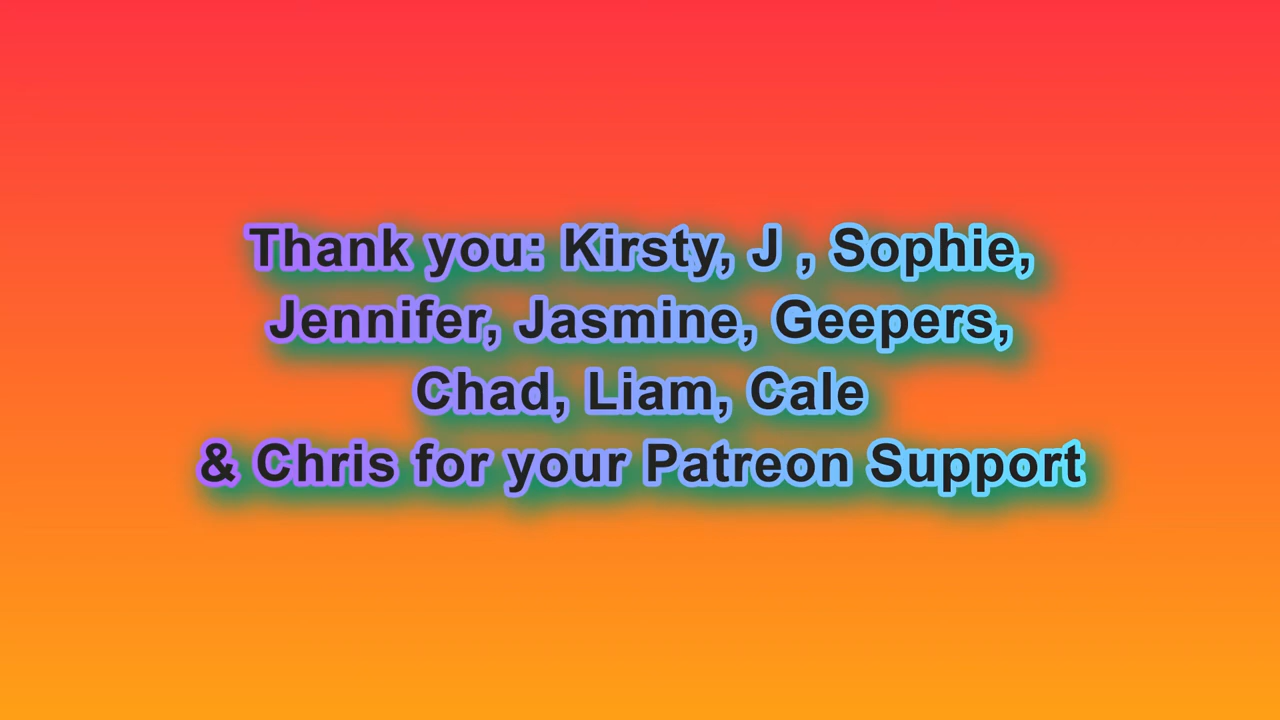 Thank you: Kirsty, J , Sophie,
Jennifer, Jasmine, Geepers,
Chad, Liam, Cale
& Chris for your Patreon Support